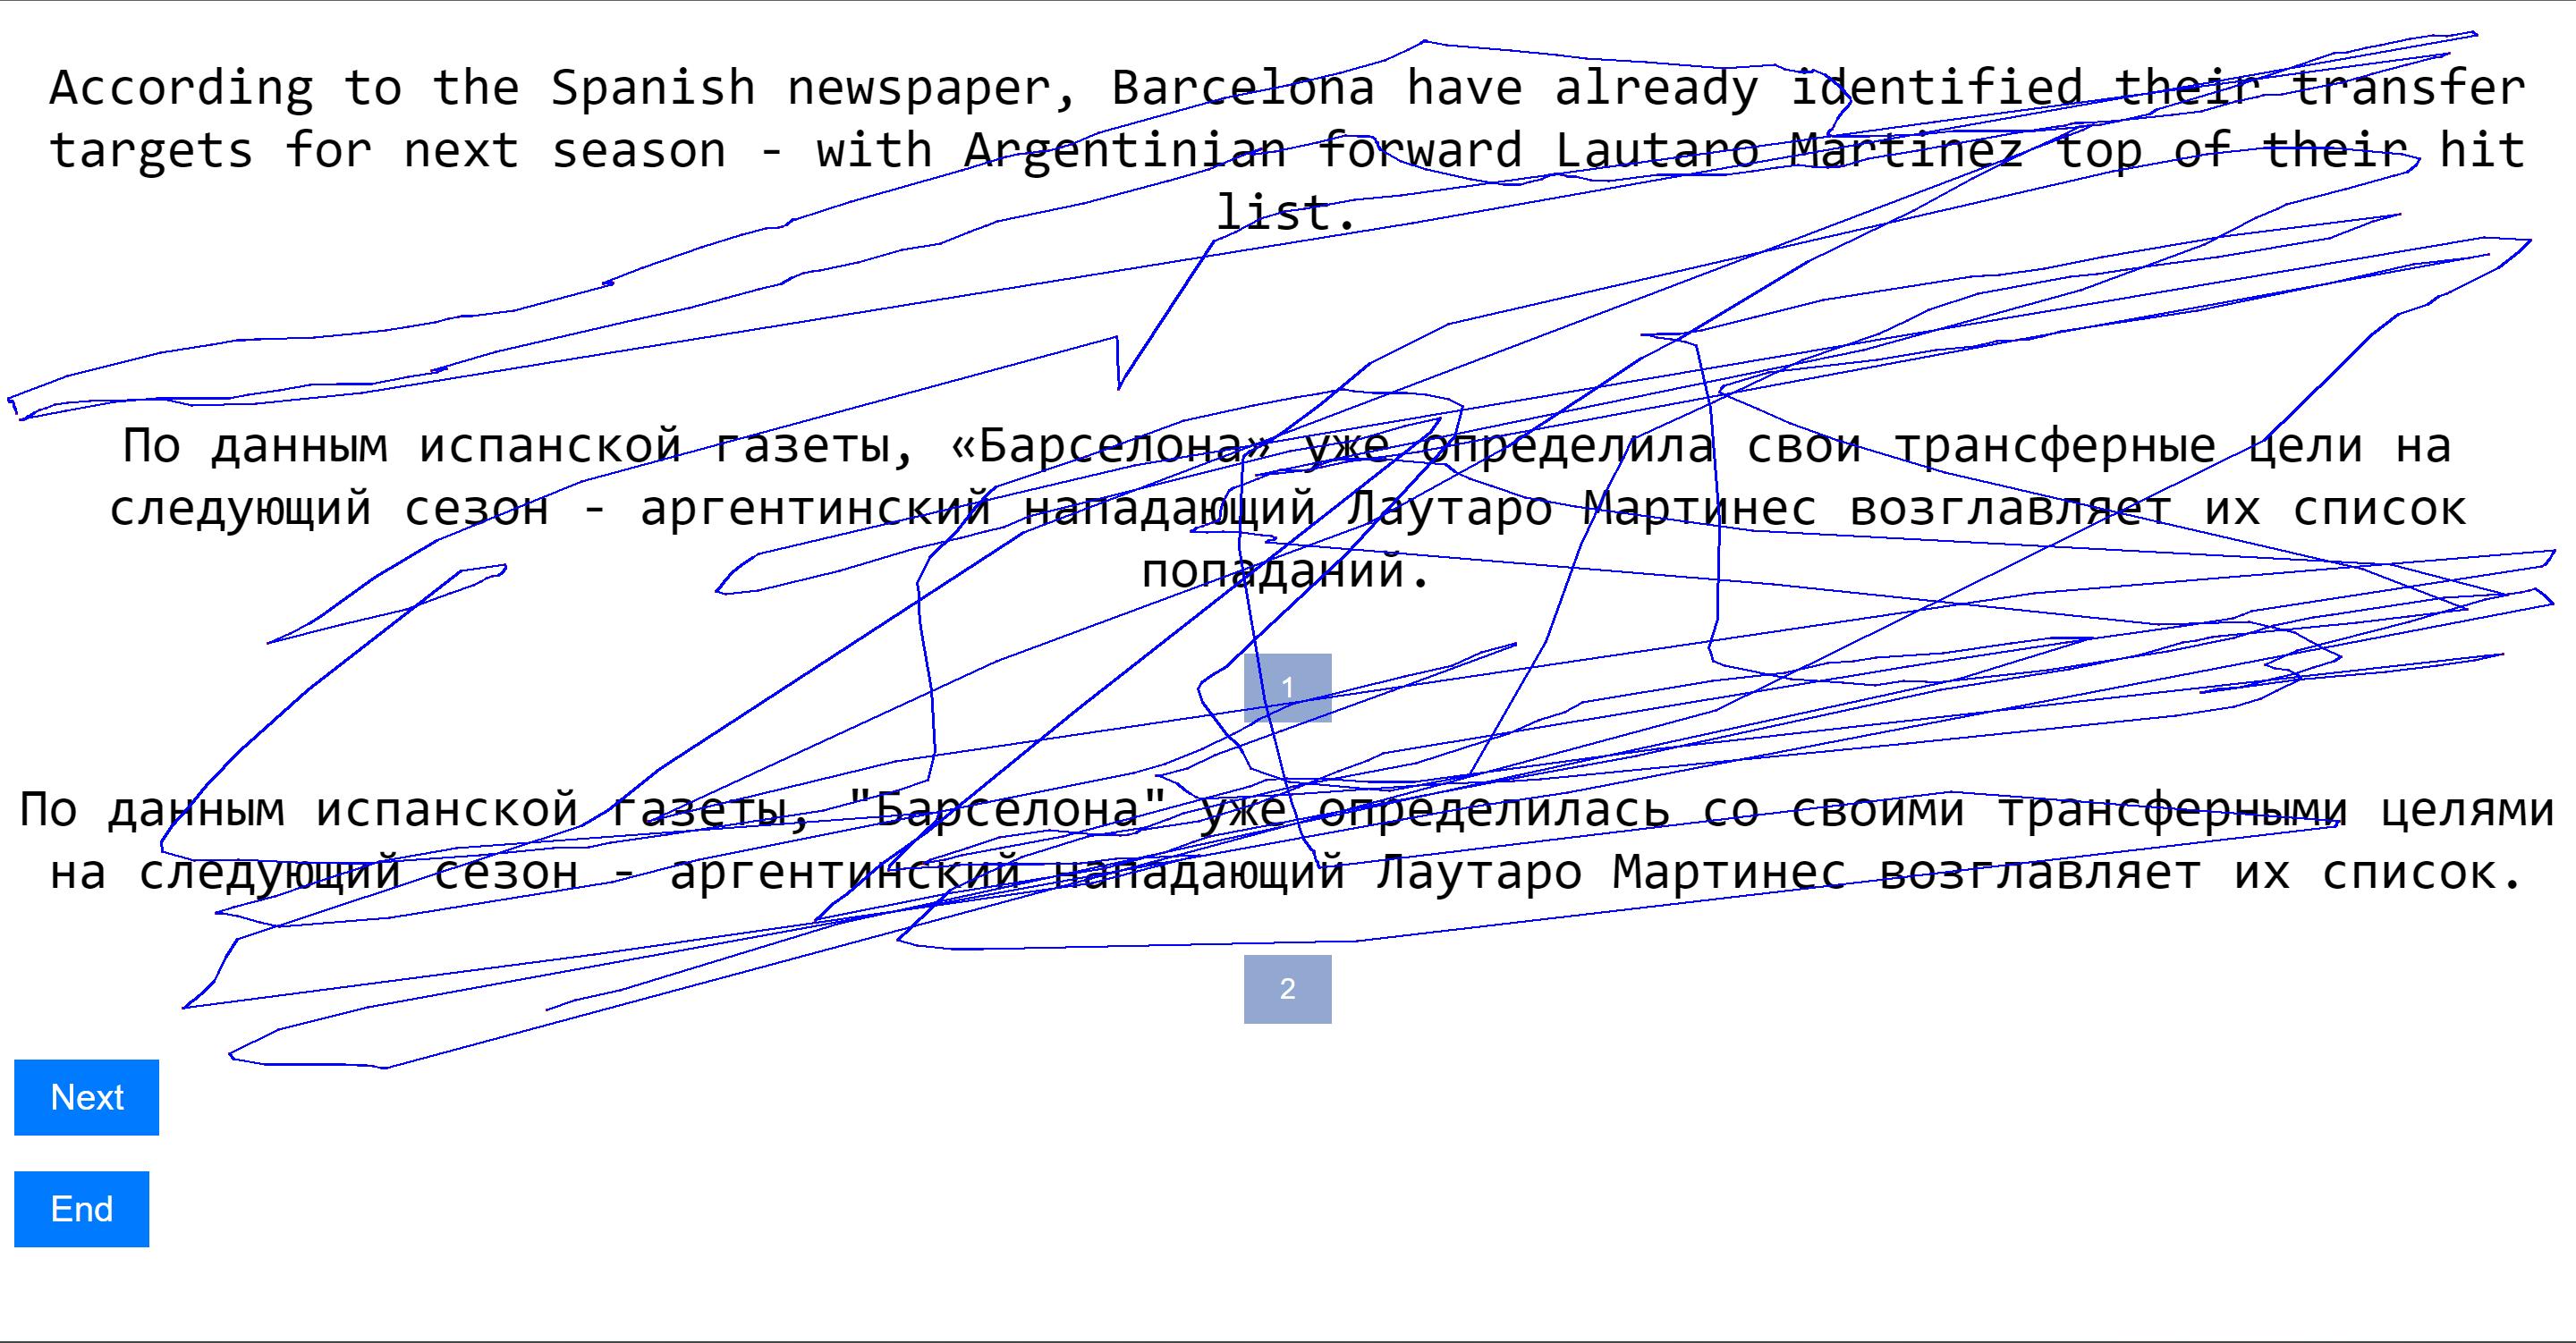 According to the Spanish newspaper, Barcelona have already identified their transfer
targets for next season - with Argentinian forward Lautaro Martinez top of their hit
list.
По данным испанской газеты, «Барселона» уже определила свои трансферные цели на
следующий сезон - аргентинский нападающий Лаутаро Мартинес возглавляет их список
попаданий.
1
По данным испанской газеты, "Барселона" уже определилась со своими трансферными целями
на следующий сезон - аргентинский нападающий Лаутаро Мартинес возглавляет их список.
2
Next
End